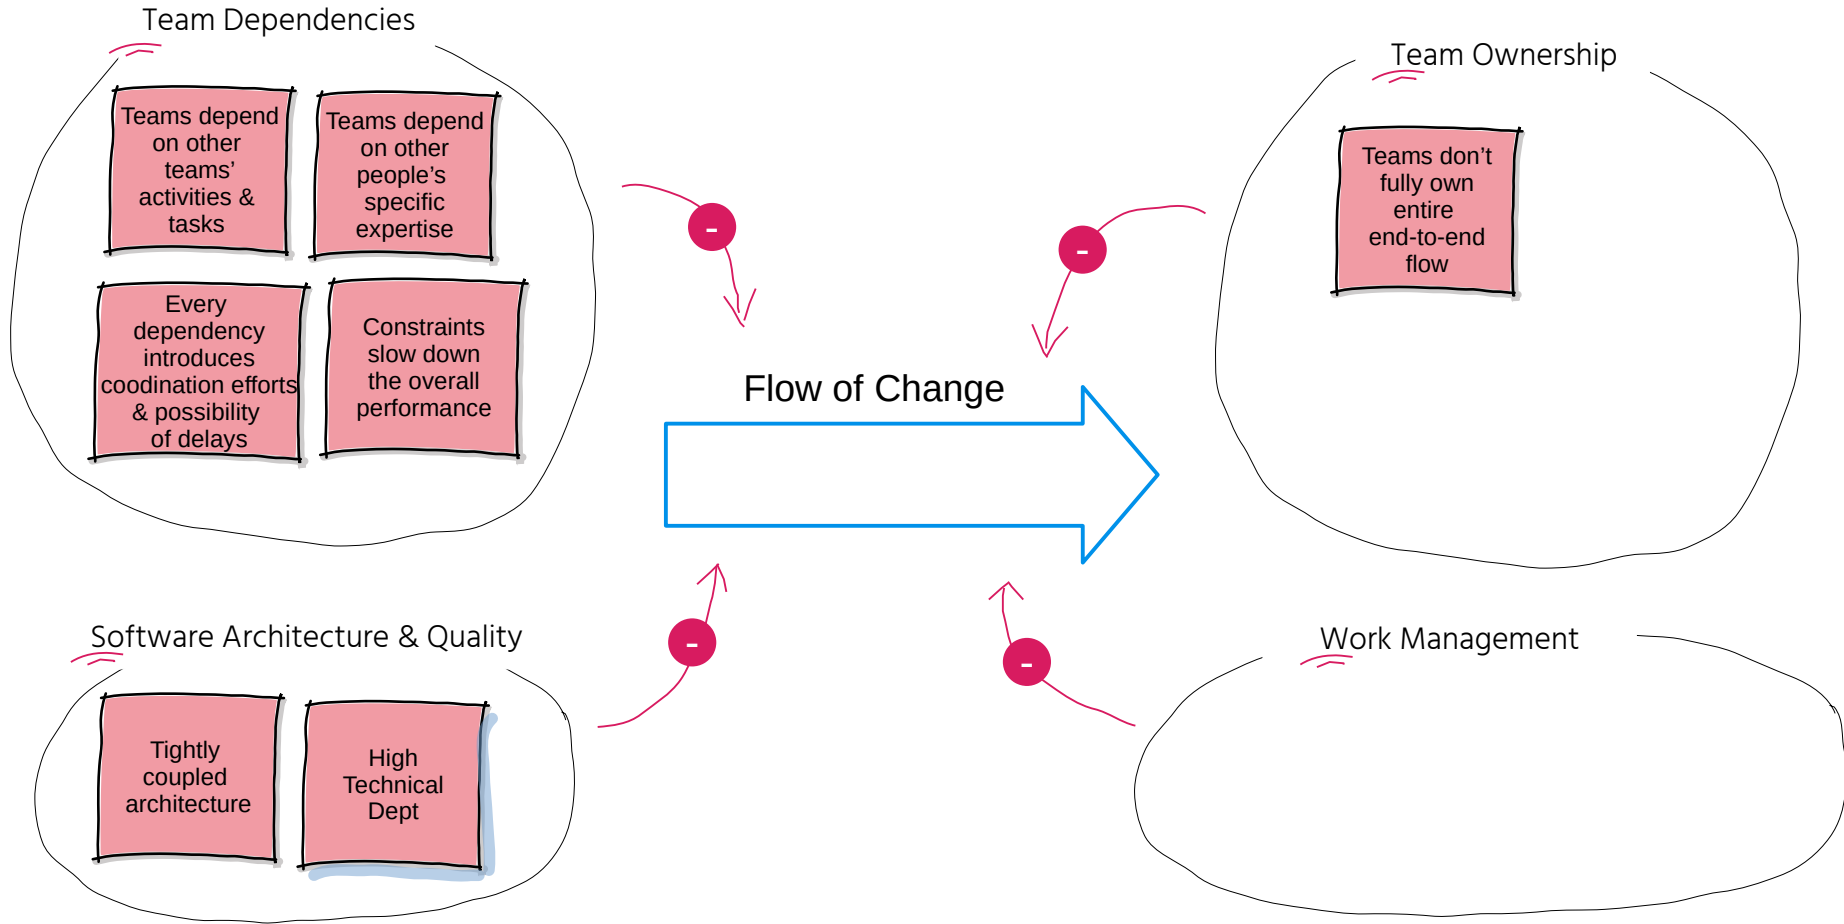 Team Dependencies
Teams depend
on other
teams’
activities &
tasks
Teams depend
on other
people’s
specific
expertise
Every
dependency
introduces
coodination efforts
& possibility
of delays
Constraints
slow down
the overall
performance
-
-
Team Ownership
Teams don’t
fully own
entire
end-to-end
flow
Flow of Change
Software Architecture & Quality
Tightly
coupled
architecture
High
Technical
Dept
-
-
Work Management